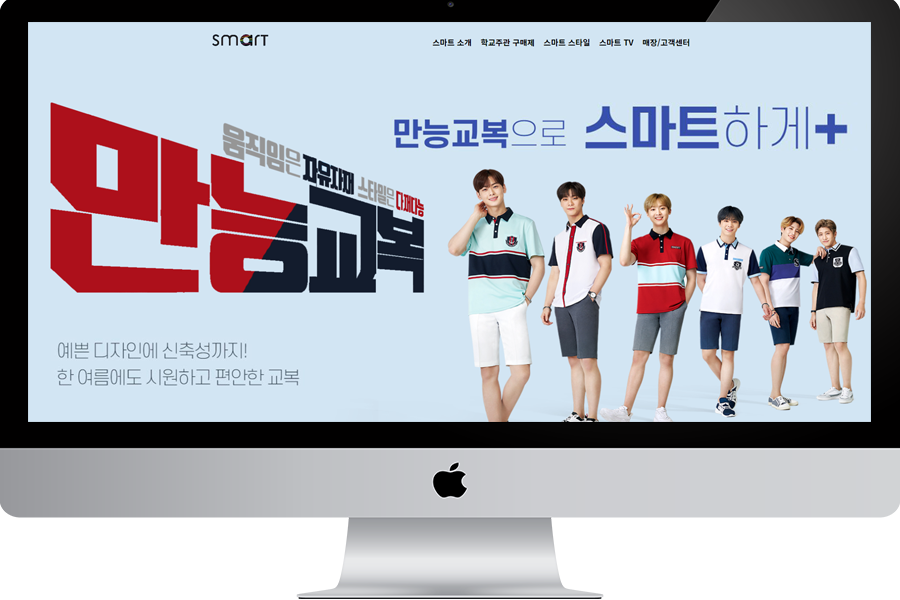 smart
스마트 소개 학교주관 구매제 스마트 스타일 스마트 TV 매장/고객센터
만능교복으로 스마트하게+
움직임은 자유자재 스타일은 다재다능
만능교복
예쁜 디자인에 신축성까지!
한 여름에도 시원하고 편안한 교복